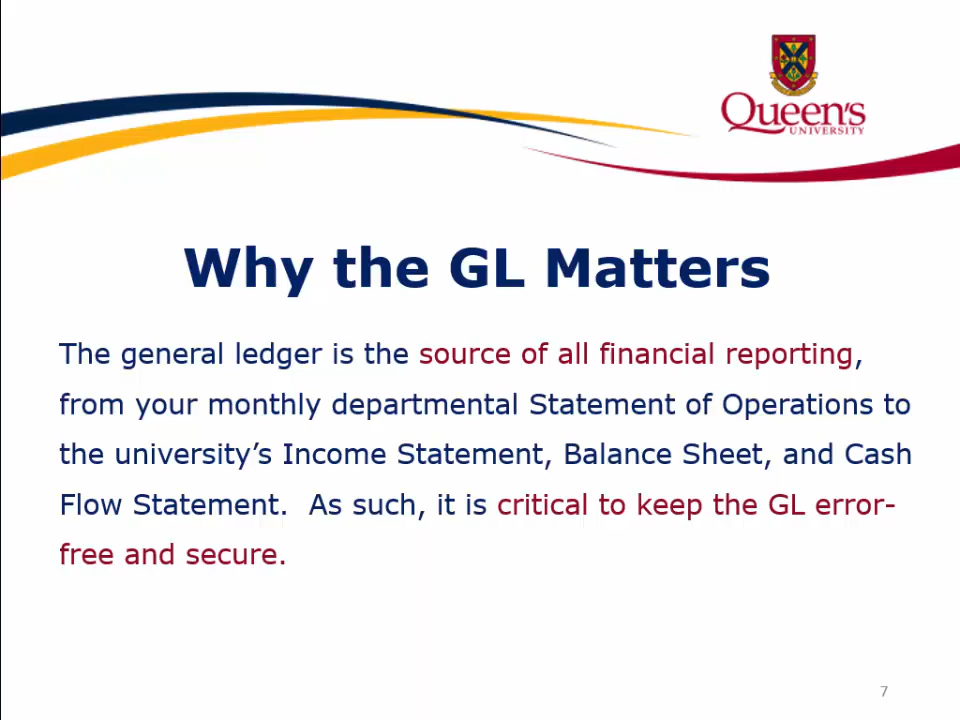 Queen's
UNIVERSITY
Why the GL Matters
The general ledger is the source of all financial reporting,
from your monthly departmental Statement of Operations to
the university’s Income Statement, Balance Sheet, and Cash
Flow Statement.  As such, it is critical to keep the GL error-
free and secure.
7